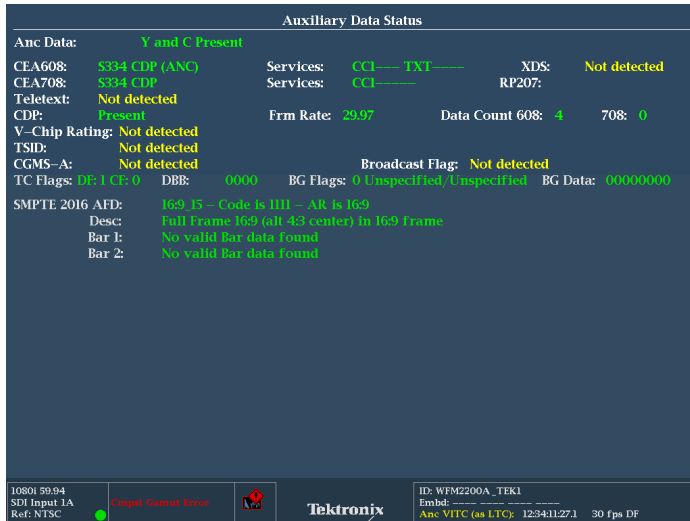 Auxiliary Data Status
Anc Data: Y and C Present
CEA608: S334 CDP (ANC) Services: CC1––– TXT–––– XDS: Not detected
CEA708: S334 CDP Services: CC1––––– RP207:
Teletext: Not detected
CDP: Present Frm Rate: 29.97 Data Count 608: 4 708: 0
V–Chip Rating: Not detected
TSID: Not detected
CGMS–A: Not detected Broadcast Flag: Not detected
TC Flags: DF: 1 CF: 0 DBB: 0000 BG Flags: 0 Unspecified/Unspecified BG Data: 00000000
SMPTE 2016 AFD: 16:9_15 – Code is 1111 – AR is 16:9
Desc: Full Frame 16:9 (alt 4:3 center) in 16:9 frame
Bar 1: No valid Bar data found
Bar 2: No valid Bar data found
1080i 59.94
SDI Input 1A
Ref: NTSC
Gamut Error
Tektronix
ID: WFM2200A_TEK1
Embd: –––– –––– –––– ––––
Anc VITC (as LTC): 12:34:11:27.1 30 fps DF